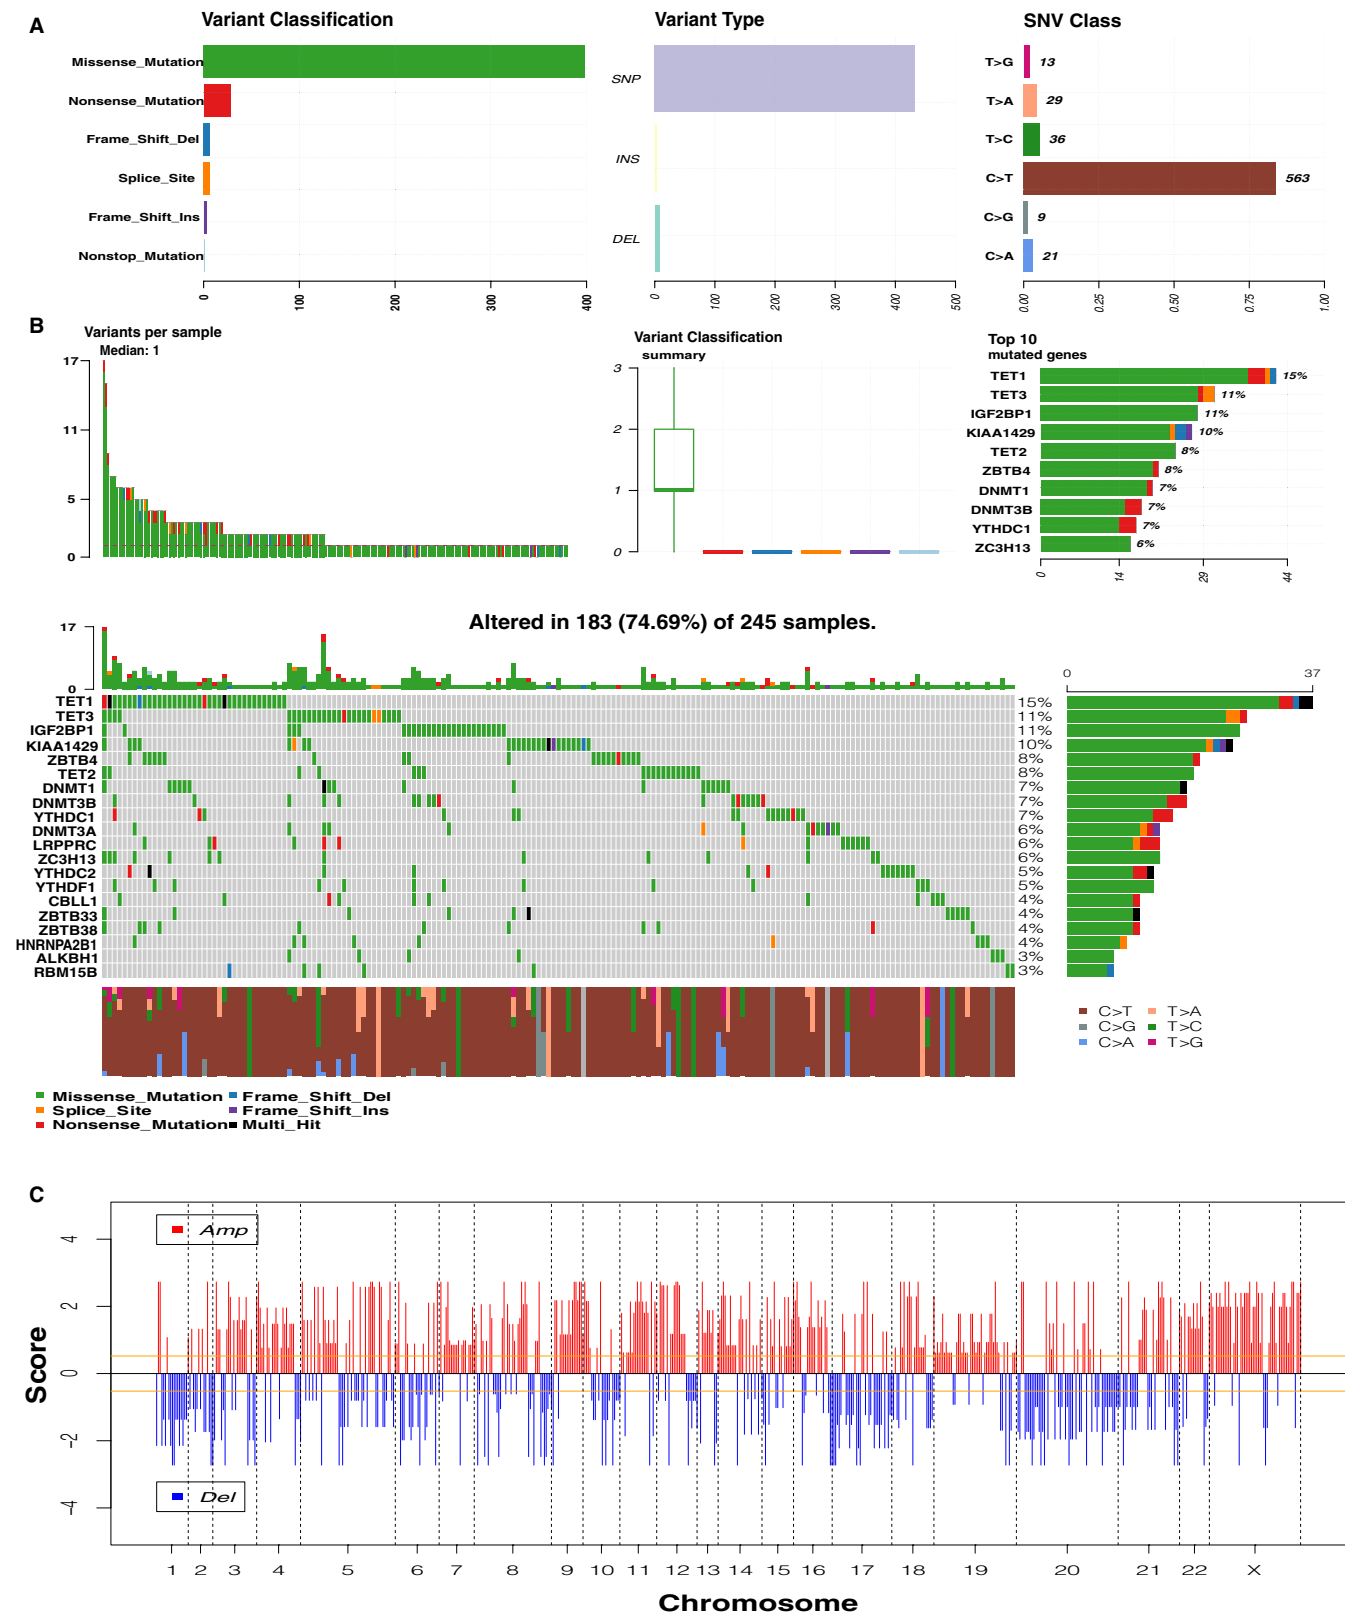 A
Variant Classification
Missense_Mutation
Nonsense_Mutation
Frame_Shift_Del
Splice_Site
Frame_Shift_Ins
Nonstop_Mutation
0 100 200 300 400
Variant Type
SNP
INS
DEL
0 100 200 300 400 500
SNV Class
T>G 13
T>A 29
T>C 36
C>T 563
C>G 9
C>A 21
0.00 0.25 0.50 0.75 1.00
B
Variants per sample
Median: 1
17
11
5
0
Variant Classification
summary
3
2
1
0
Top 10
mutated genes
TET1 15%
TET3 11%
IGF2BP1 11%
KIAA1429 10%
TET2 8%
ZBTB4 8%
DNMT1 7%
DNMT3B 7%
YTHDC1 7%
ZC3H13 6%
0 14 29 44
Altered in 183 (74.69%) of 245 samples.
17
0
0 37
TET1 15%
TET3 11%
IGF2BP1 11%
KIAA1429 10%
ZBTB4 8%
TET2 8%
DNMT1 7%
DNMT3B 7%
YTHDC1 7%
DNMT3A 6%
LRPPRC 6%
ZC3H13 6%
YTHDC2 5%
YTHDF1 5%
CBLL1 4%
ZBTB33 4%
ZBTB38 4%
HNRNPA2B1 4%
ALKBH1 3%
RBM15B 3%
C>T T>A
C>G T>C
C>A T>G
Missense_Mutation Frame_Shift_Del
Splice_Site Frame_Shift_Ins
Nonsense_Mutation Multi_Hit
C
Amp
Del
Score
4
2
0
-2
-4
1 2 3 4 5 6 7 8 9 10 11 12 13 14 15 16 17 18 19 20 21 22 X
Chromosome